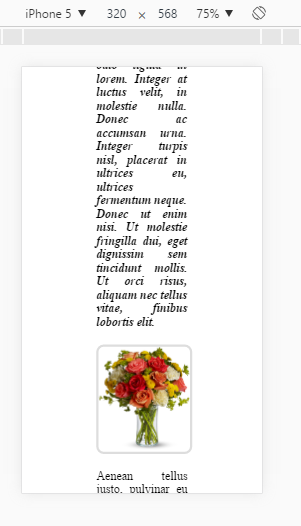 iPhone 5 ▼ 320 × 568 75% ▼
lorem. Integer at
luctus velit, in
molestie nulla.
Donec ac
accumsan urna.
Integer turpis
nisl, placerat in
ultrices eu,
ultrices
fermentum neque.
Donec ut enim
nisi. Ut molestie
fringilla dui, eget
dignissim sem
tincidunt mollis.
Ut orci risus,
aliquam nec tellus
vitae, finibus
lobortis elit.
Aenean tellus
justo, pulvinar eu